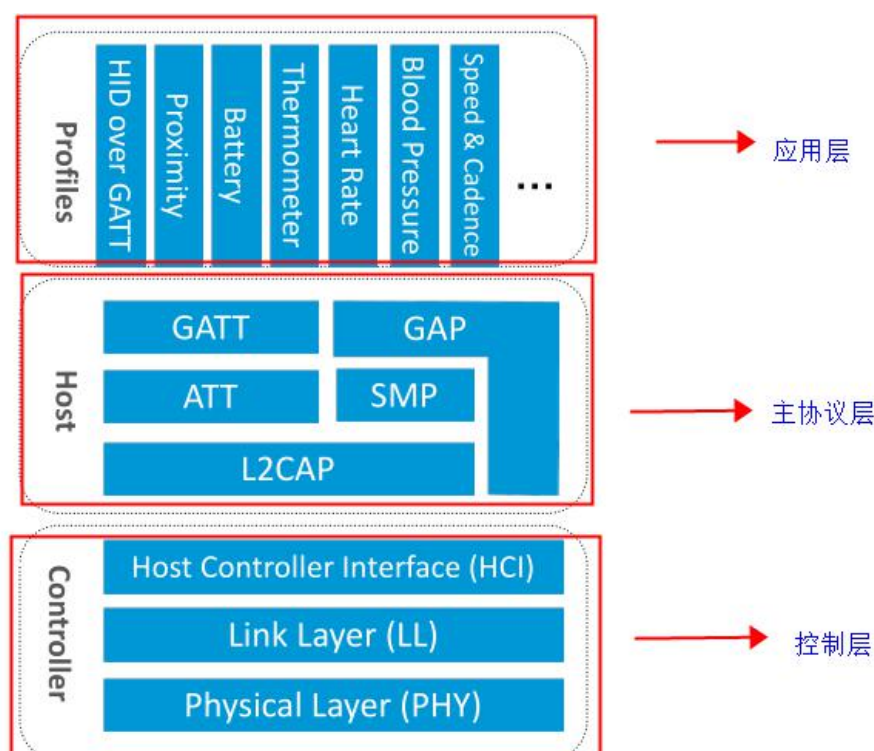 Profiles
HID over GATT
Proximity
Battery
Thermometer
Heart Rate
Blood Pressure
Speed & Cadence
...
应用层
Host
GATT
GAP
ATT
SMP
L2CAP
主协议层
Controller
Host Controller Interface (HCI)
Link Layer (LL)
Physical Layer (PHY)
控制层